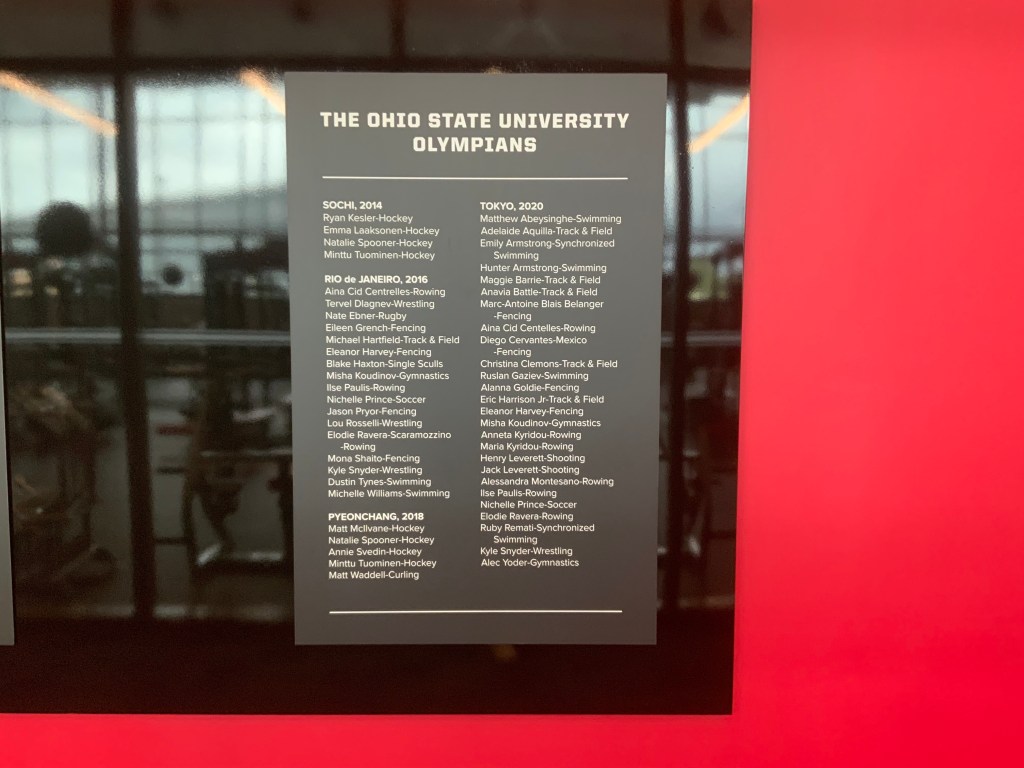 THE OHIO STATE UNIVERSITY
OLYMPIANS
SOCHI, 2014
Ryan Kesler-Hockey
Emma Laaksonen-Hockey
Natalie Spooner-Hockey
Minttu Tuominen-Hockey
RIO de JANEIRO, 2016
Aina Cid Centrelles-Rowing
Tervel Dlagnev-Wrestling
Nate Ebner-Rugby
Eileen Grench-Fencing
Michael Hartfield-Track & Field
Eleanor Harvey-Fencing
Blake Haxton-Single Sculls
Misha Koudinov-Gymnastics
Ilse Paulis-Rowing
Nichelle Prince-Soccer
Jason Pryor-Fencing
Lou Rosselli-Wrestling
Elodie Ravera-Scaramozzino
-Rowing
Mona Shaito-Fencing
Kyle Snyder-Wrestling
Dustin Tynes-Swimming
Michelle Williams-Swimming
PYEONCHANG, 2018
Matt McIlvane-Hockey
Natalie Spooner-Hockey
Annie Svedin-Hockey
Minttu Tuominen-Hockey
Matt Waddell-Curling
TOKYO, 2020
Matthew Abeysinghe-Swimming
Adelaide Aquilla-Track & Field
Emily Armstrong-Synchronized
Swimming
Hunter Armstrong-Swimming
Maggie Barrie-Track & Field
Anavia Battle-Track & Field
Marc-Antoine Blais Belanger
-Fencing
Aina Cid Centelles-Rowing
Diego Cervantes-Mexico
-Fencing
Christina Clemons-Track & Field
Ruslan Gaziev-Swimming
Alanna Goldie-Fencing
Eric Harrison Jr-Track & Field
Eleanor Harvey-Fencing
Misha Koudinov-Gymnastics
Anneta Kyridou-Rowing
Maria Kyridou-Rowing
Henry Leverett-Shooting
Jack Leverett-Shooting
Alessandra Montesano-Rowing
Ilse Paulis-Rowing
Nichelle Prince-Soccer
Elodie Ravera-Rowing
Ruby Remati-Synchronized
Swimming
Kyle Snyder-Wrestling
Alec Yoder-Gymnastics